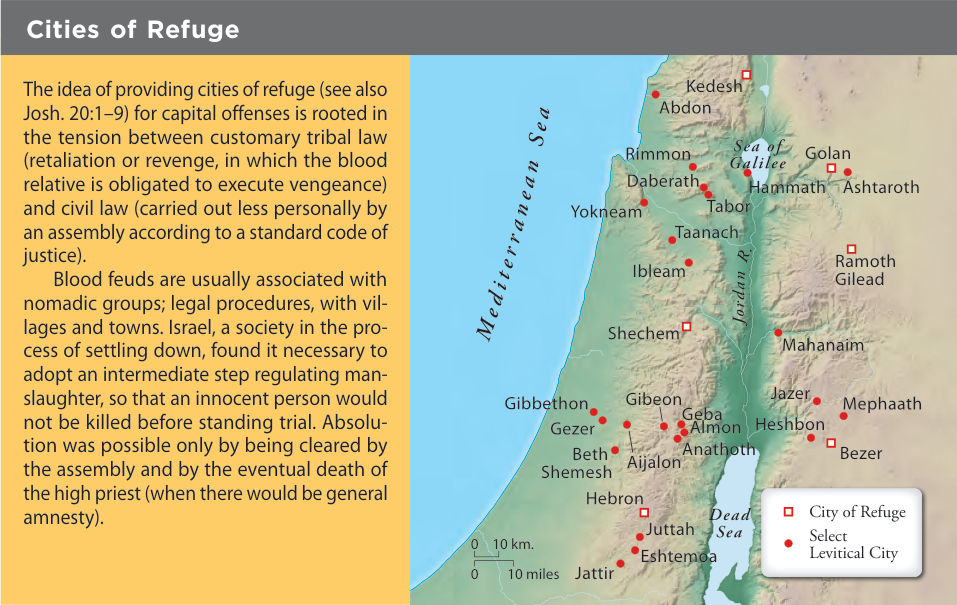 Cities of Refuge
The idea of providing cities of refuge (see also
Josh. 20:1–9) for capital offenses is rooted in
the tension between customary tribal law
(retaliation or revenge, in which the blood
relative is obligated to execute vengeance)
and civil law (carried out less personally by
an assembly according to a standard code of
justice).
Blood feuds are usually associated with
nomadic groups; legal procedures, with vil-
lages and towns. Israel, a society in the pro-
cess of settling down, found it necessary to
adopt an intermediate step regulating man-
slaughter, so that an innocent person would
not be killed before standing trial. Absolu-
tion was possible only by being cleared by
the assembly and by the eventual death of
the high priest (when there would be general
amnesty).
Mediterranean Sea
Kedesh
Abdon
Sea of
Galilee
Rimmon
Golan
Daberath
Hammath
Ashtaroth
Tabor
Yokneam
Taanach
Ibleam
Ramoth
Gilead
Jordan R.
Shechem
Mahanaim
Jazer
Mephaath
Gibeon
Gibbethon
Geba
Gezer
Almon
Heshbon
Anathoth
Bezer
Beth
Shemesh
Aijalon
Hebron
Dead
Sea
Juttah
Eshtemoa
Jattir
0 10 km.
0 10 miles
City of Refuge
Select
Levitical City